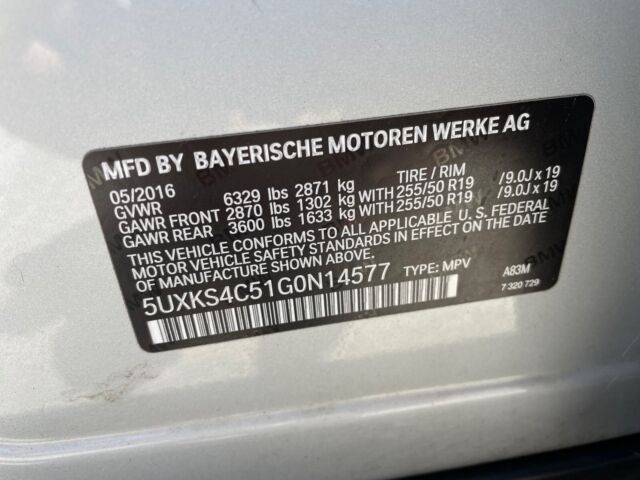 MFD BY BAYERISCHE MOTOREN WERKE AG
05/2016 TIRE / RIM
GVWR 6329 lbs 2871 kg
GAWR FRONT 2870 lbs 1302 kg WITH 255/50 R19 /9.0J x 19
GAWR REAR 3600 lbs 1633 kg WITH 255/50 R19 /9.0J x 19
THIS VEHICLE CONFORMS TO ALL APPLICABLE U. S. FEDERAL
MOTOR VEHICLE SAFETY STANDARDS IN EFFECT ON THE DATE
OF MANUFACTURE SHOWN ABOVE.
5UXKS4C51G0N14577 TYPE: MPV A83M
7 320 729